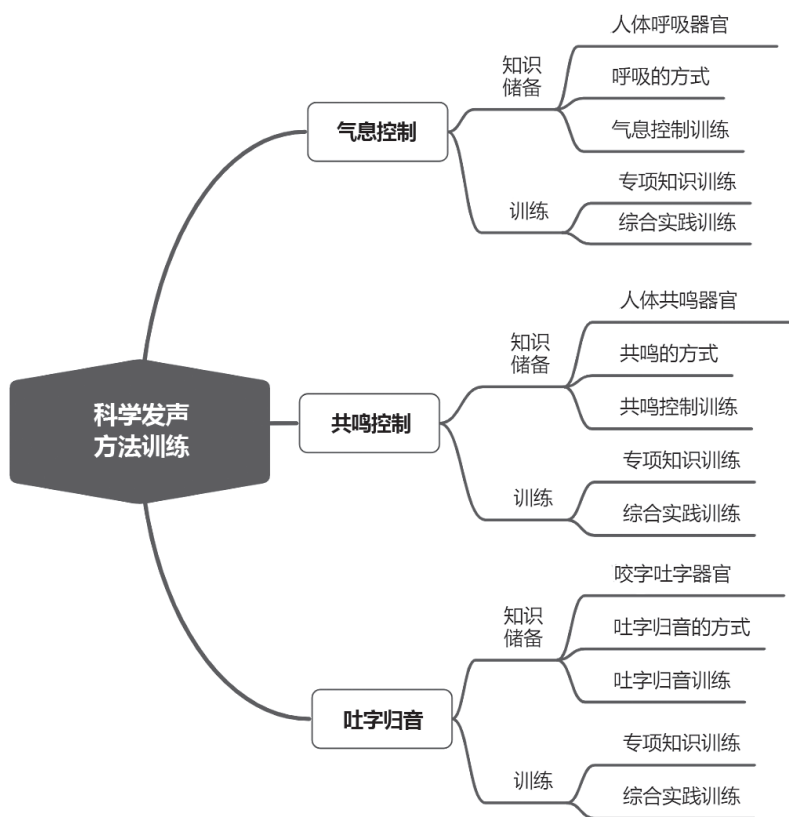 科学发声
方法训练
气息控制
知识
储备
人体呼吸器官
呼吸的方式
气息控制训练
训练
专项知识训练
综合实践训练
共鸣控制
知识
储备
人体共鸣器官
共鸣的方式
共鸣控制训练
训练
专项知识训练
综合实践训练
吐字归音
知识
储备
咬字吐字器官
吐字归音的方式
吐字归音训练
训练
专项知识训练
综合实践训练